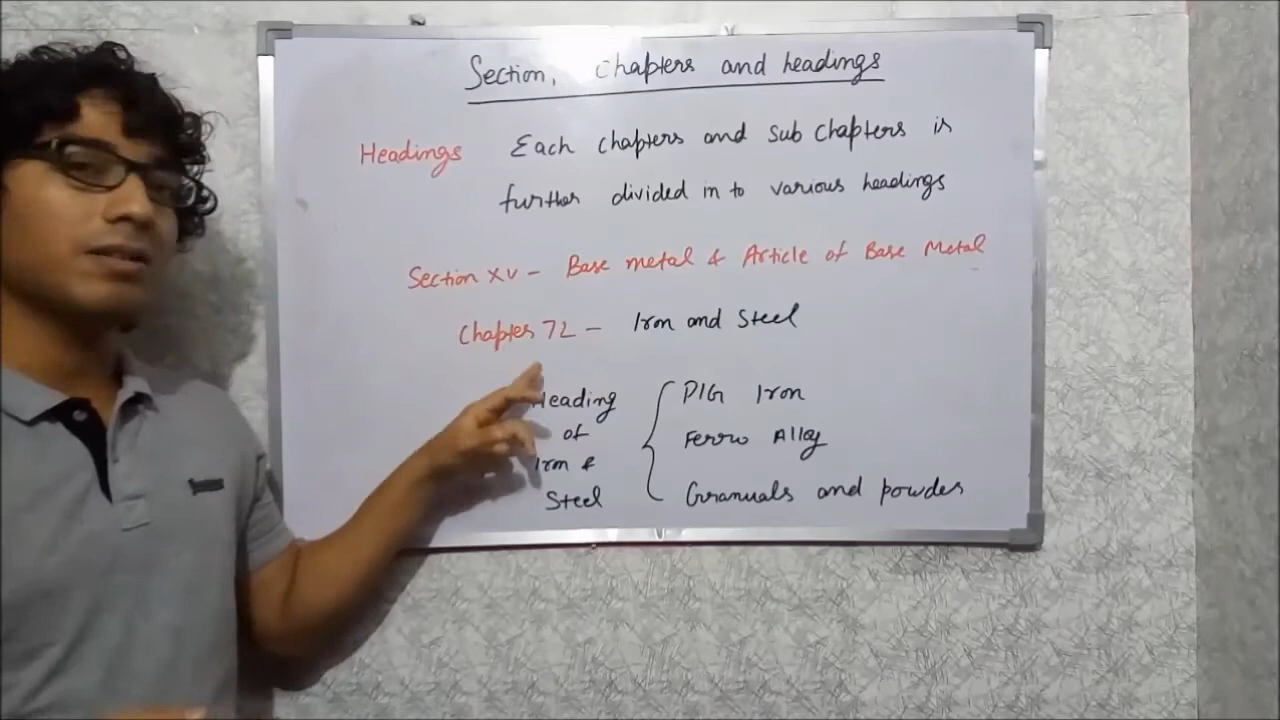 Section, Chapters and headings
Headings Each chapters and sub chapters is
further divided in to various headings
Section XV - Base metal & Article of Base Metal
Chapter 72 - Iron and Steel
Heading
of
Iron &
Steel
PIG Iron
Ferro Alloy
Granuals and powder